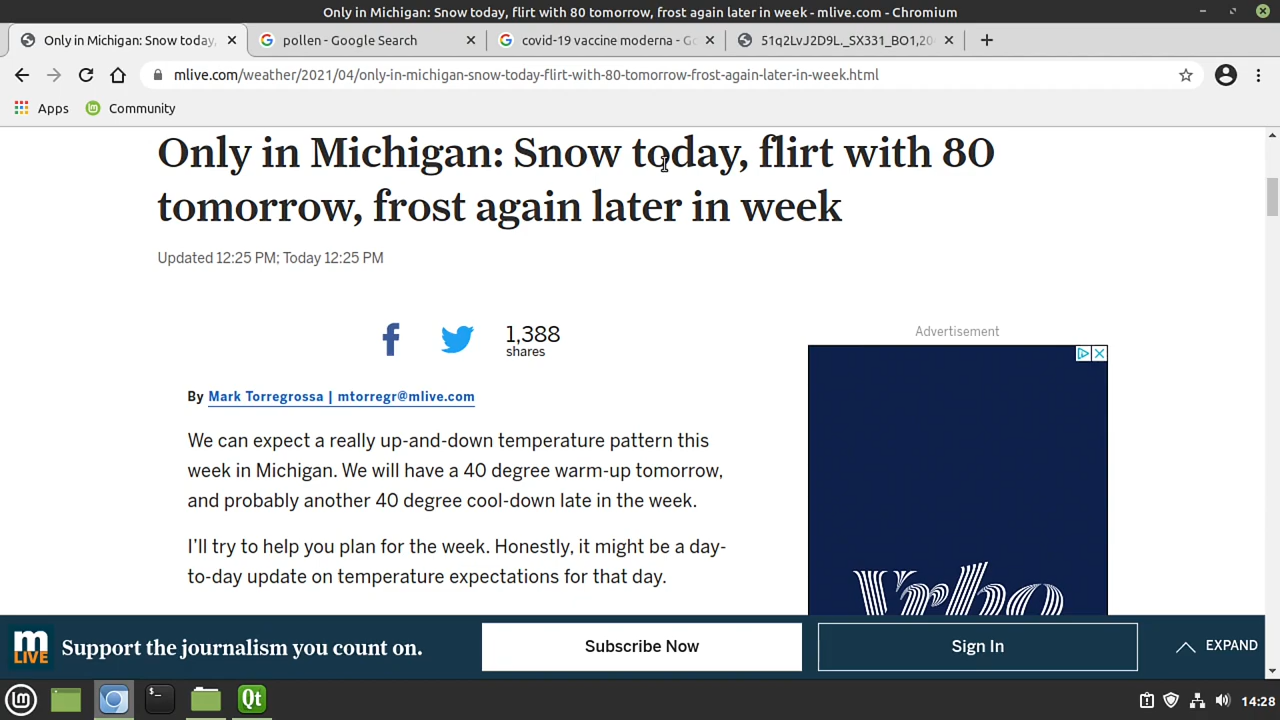 Only in Michigan: Snow today, flirt with 80 tomorrow, frost again later in week - mlive.com - Chromium
Only in Michigan: Snow today,
pollen - Google Search
covid-19 vaccine moderna - Go
51q2LvJ2D9L._SX331_BO1,20
mlive.com/weather/2021/04/only-in-michigan-snow-today-flirt-with-80-tomorrow-frost-again-later-in-week.html
Apps
Community
Only in Michigan: Snow today, flirt with 80
tomorrow, frost again later in week
Updated 12:25 PM; Today 12:25 PM
1,388
shares
Advertisement
By Mark Torregrossa | mtorregr@mlive.com
We can expect a really up-and-down temperature pattern this
week in Michigan. We will have a 40 degree warm-up tomorrow,
and probably another 40 degree cool-down late in the week.
I'll try to help you plan for the week. Honestly, it might be a day-
to-day update on temperature expectations for that day.
Vrbo
m
LIVE
Support the journalism you count on.
Subscribe Now
Sign In
EXPAND
Qt
14:28